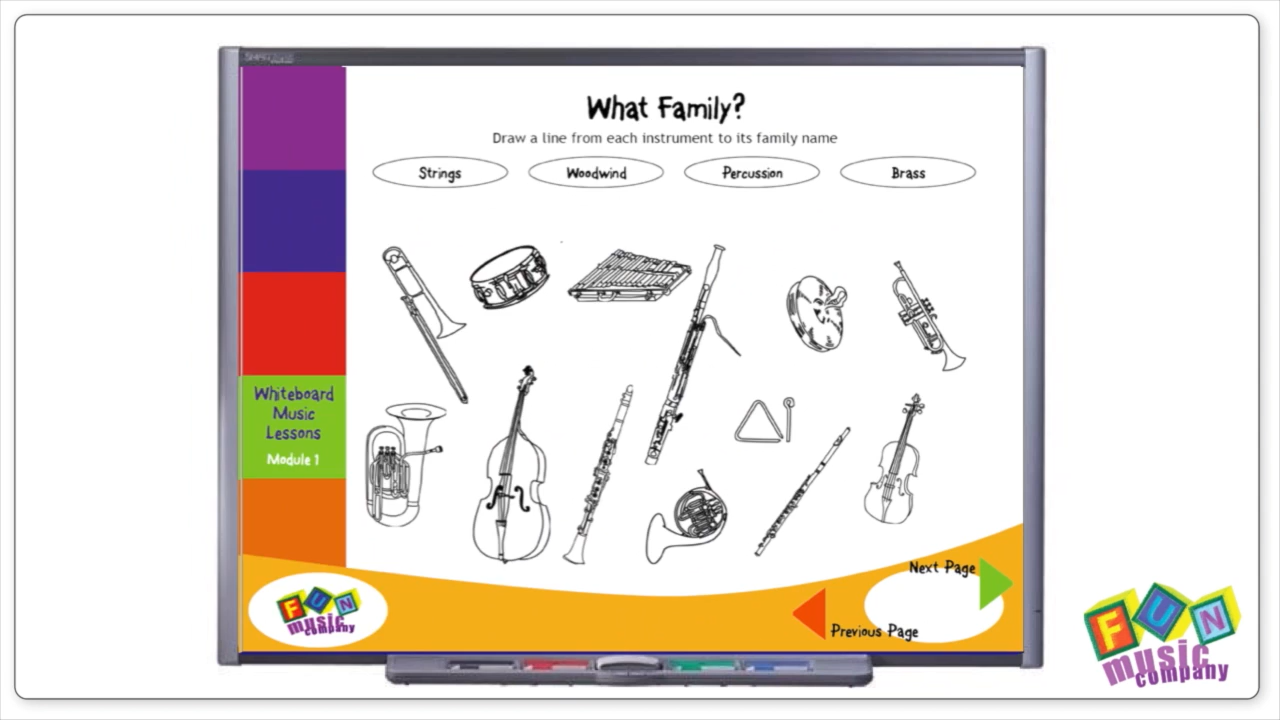 What Family?
Draw a line from each instrument to its family name
Strings
Woodwind
Percussion
Brass
Whiteboard
Music
Lessons
Module 1
Next Page
Previous Page
FUN
music
company
FUN
music
company